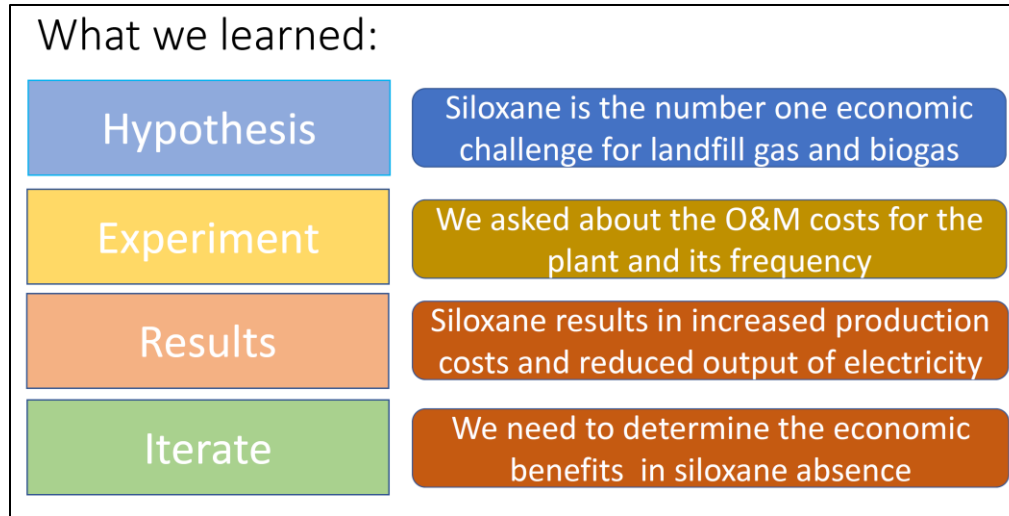 What we learned:
Hypothesis
Siloxane is the number one economic
challenge for landfill gas and biogas
Experiment
We asked about the O&M costs for the
plant and its frequency
Results
Siloxane results in increased production
costs and reduced output of electricity
Iterate
We need to determine the economic
benefits  in siloxane absence